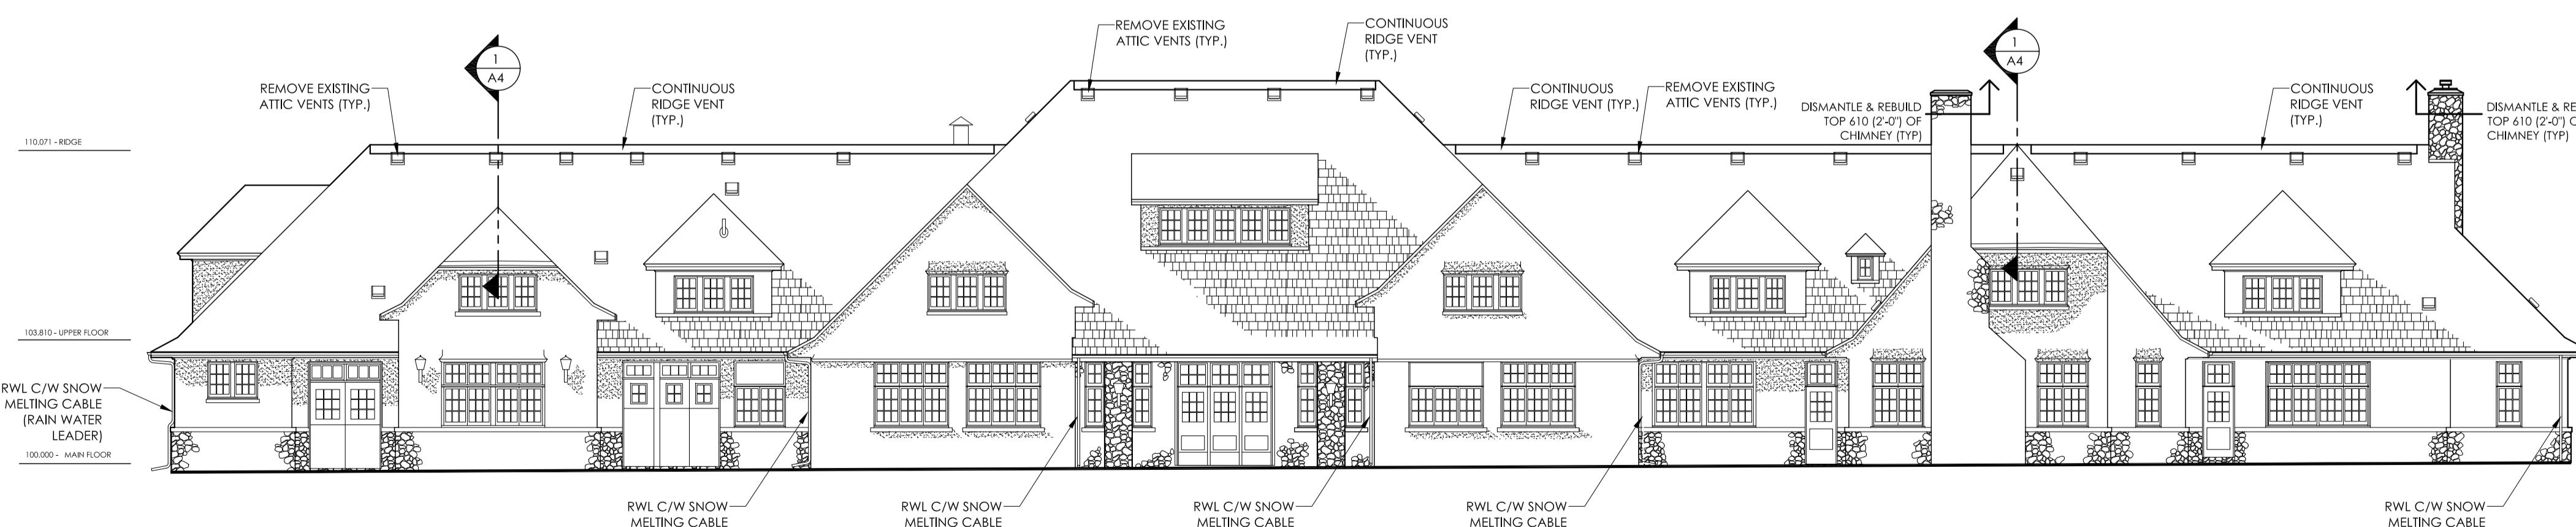 REMOVE EXISTING
ATTIC VENTS (TYP.)
CONTINUOUS
RIDGE VENT
(TYP.)
1
A4
1
A4
REMOVE EXISTING
ATTIC VENTS (TYP.)
CONTINUOUS
RIDGE VENT
(TYP.)
CONTINUOUS
RIDGE VENT (TYP.)
REMOVE EXISTING
ATTIC VENTS (TYP.)
DISMANTLE & REBUILD
TOP 610 (2'-0") OF
CHIMNEY (TYP)
CONTINUOUS
RIDGE VENT
(TYP.)
DISMANTLE & RE
TOP 610 (2'-0") O
CHIMNEY (TYP)
110.071 - RIDGE
103.810 - UPPER FLOOR
RWL C/W SNOW
MELTING CABLE
(RAIN WATER
LEADER)
100.000 - MAIN FLOOR
RWL C/W SNOW
MELTING CABLE
RWL C/W SNOW
MELTING CABLE
RWL C/W SNOW
MELTING CABLE
RWL C/W SNOW
MELTING CABLE
RWL C/W SNOW
MELTING CABLE